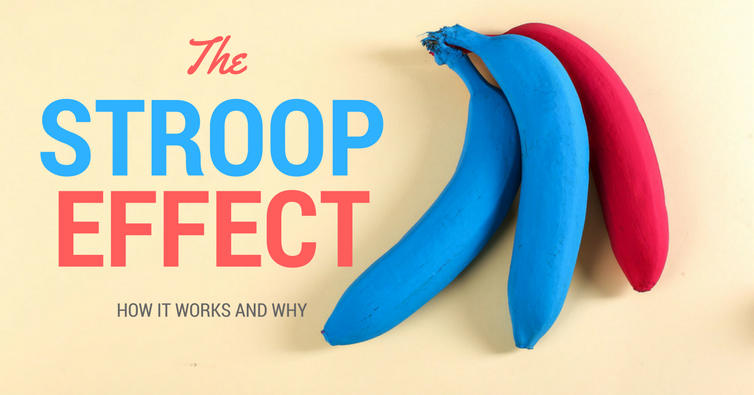 The
STROOP
EFFECT
HOW IT WORKS AND WHY